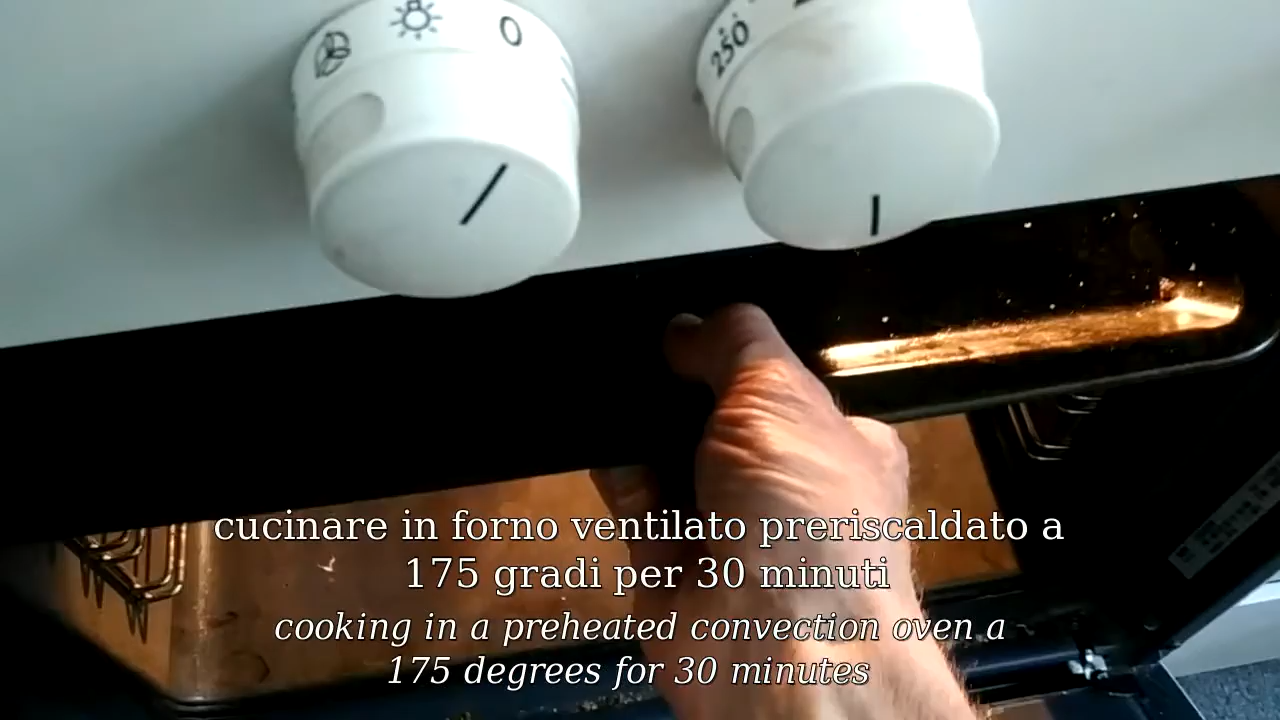 0
250
cucinare in forno ventilato preriscaldato a
175 gradi per 30 minuti
cooking in a preheated convection oven a
175 degrees for 30 minutes